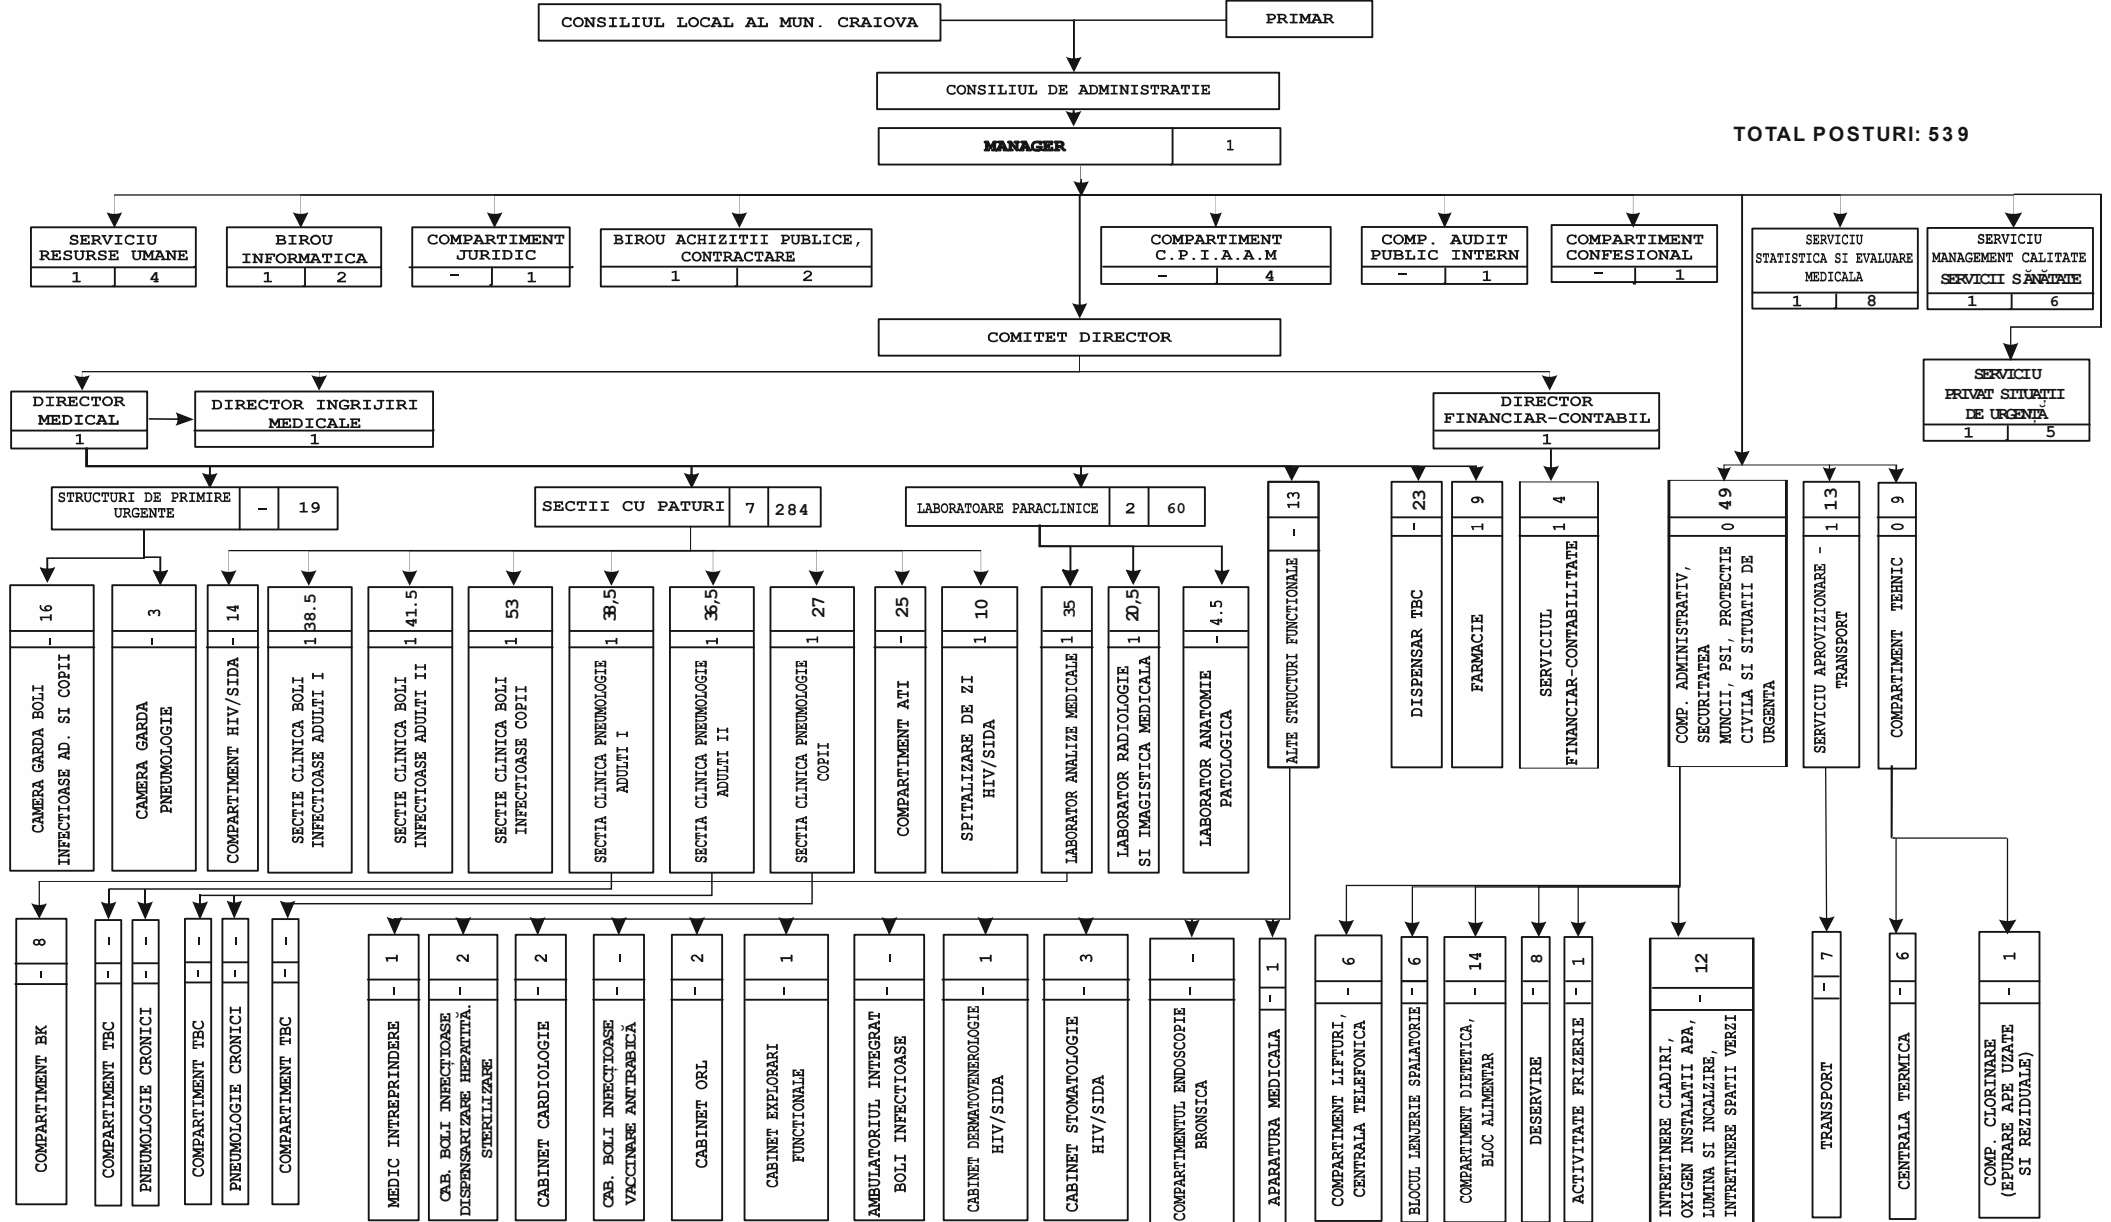 CONSILIUL LOCAL AL MUN. CRAIOVA
PRIMAR
CONSILIUL DE ADMINISTRATIE
MANAGER 1
TOTAL POSTURI: 539
SERVICIU
RESURSE UMANE
1 4
BIROU
INFORMATICA
1 2
COMPARTIMENT
JURIDIC
- 1
BIROU ACHIZITII PUBLICE,
CONTRACTARE
1 2
COMPARTIMENT
C.P.I.A.A.M
- 4
COMP. AUDIT
PUBLIC INTERN
- 1
COMPARTIMENT
CONFESIONAL
- 1
SERVICIU
STATISTICA SI EVALUARE
MEDICALA
1 8
SERVICIU
MANAGEMENT CALITATE
SERVICII SĂNĂTATE
1 6
COMITET DIRECTOR
SERVICIU
PRIVAT SITUAȚII
DE URGENȚĂ
1 5
DIRECTOR
MEDICAL
1
DIRECTOR INGRIJIRI
MEDICALE
1
DIRECTOR
FINANCIAR-CONTABIL
1
STRUCTURI DE PRIMIRE
URGENTE
- 19
SECTII CU PATURI 7 284
LABORATOARE PARACLINICE 2 60
ALTE STRUCTURI FUNCTIONALE - 13
DISPENSAR TBC - 23
FARMACIE 1 9
SERVICIUL
FINANCIAR-CONTABILITATE
1 4
COMP. ADMINISTRATIV,
SECURITATEA
MUNCII, PSI, PROTECTIE
CIVILA SI SITUATII DE
URGENTA
0 49
SERVICIU APROVIZIONARE -
TRANSPORT
1 13
COMPARTIMENT TEHNIC 0 9
CAMERA GARDA BOLI
INFECTIOASE AD. SI COPII
- 16
CAMERA GARDA
PNEUMOLOGIE
- 3
COMPARTIMENT HIV/SIDA - 14
SECTIE CLINICA BOLI
INFECTIOASE ADULTI I
1 38.5
SECTIE CLINICA BOLI
INFECTIOASE ADULTI II
1 41.5
SECTIE CLINICA BOLI
INFECTIOASE COPII
1 53
SECTIA CLINICA PNEUMOLOGIE
ADULTI I
1 38,5
SECTIA CLINICA PNEUMOLOGIE
ADULTI II
1 36,5
SECTIA CLINICA PNEUMOLOGIE
COPII
1 27
COMPARTIMENT ATI - 25
SPITALIZARE DE ZI
HIV/SIDA
1 10
LABORATOR ANALIZE MEDICALE 1 35
LABORATOR RADIOLOGIE
SI IMAGISTICA MEDICALA
1 20,5
LABORATOR ANATOMIE
PATOLOGICA
- 4.5
COMPARTIMENT BK - 8
COMPARTIMENT TBC - -
PNEUMOLOGIE CRONICI - -
COMPARTIMENT TBC - -
PNEUMOLOGIE CRONICI - -
COMPARTIMENT TBC - -
MEDIC INTREPRINDERE - 1
CAB. BOLI INFECȚIOASE
DISPENSARIZARE HEPATITĂ.
STERILIZARE
- 2
CABINET CARDIOLOGIE - 2
CAB. BOLI INFECȚIOASE
VACCINARE ANTIRABICĂ
- -
CABINET ORL - 2
CABINET EXPLORARI
FUNCTIONALE
- 1
AMBULATORIUL INTEGRAT
BOLI INFECTIOASE
- -
CABINET DERMATOVENEROLOGIE
HIV/SIDA
- 1
CABINET STOMATOLOGIE
HIV/SIDA
- 3
COMPARTIMENTUL ENDOSCOPIE
BRONSICA
- -
APARATURA MEDICALA - 1
COMPARTIMENT LIFTURI,
CENTRALA TELEFONICA
- 6
BLOCUL LENJERIE SPALATORIE - 6
COMPARTIMENT DIETETICA,
BLOC ALIMENTAR
- 14
DESERVIRE - 8
ACTIVITATE FRIZERIE - 1
INTRETINERE CLADIRI,
OXIGEN INSTALATII APA,
LUMINA SI INCALZIRE,
INTRETINERE SPATII VERZI
- 12
TRANSPORT - 7
CENTRALA TERMICA - 6
COMP. CLORINARE
(EPURARE APE UZATE
SI REZIDUALE)
- 1